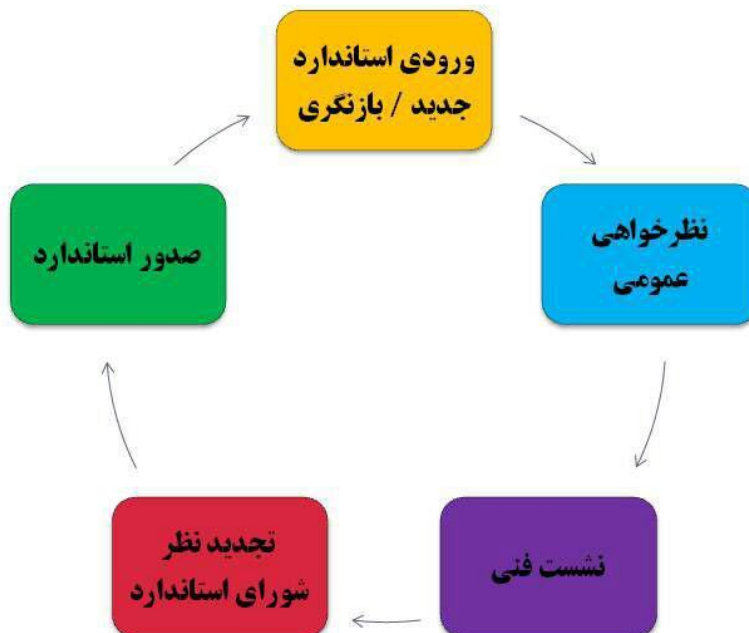 ورودی استاندارد
جدید / بازنگری
نظرخواهی
عمومی
نشست فنی
تجدید نظر
شورای استاندارد
صدور استاندارد